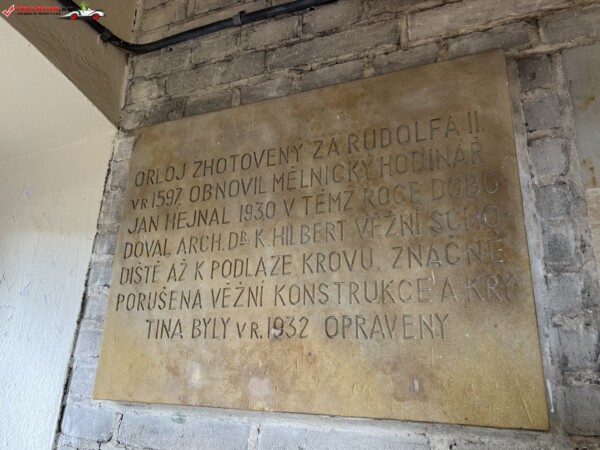 ORLOJ ZHOTOVENÝ ZA RUDOLFA II.
V R. 1597, OBNOVIL MĚLNICKÝ HODINÁŘ
JAN HEJNAL 1930 V TÉMŽ ROCE DOBU
DOVAL ARCH. DR. K. HILBERT VĚŽNÍ SCHO
DIŠTĚ AŽ K PODLAZE KROVU. ZNAČNĚ
PORUŠENÁ VĚŽNÍ KONSTRUKCE A KRY-
TINA BYLY V R. 1932 OPRAVENY